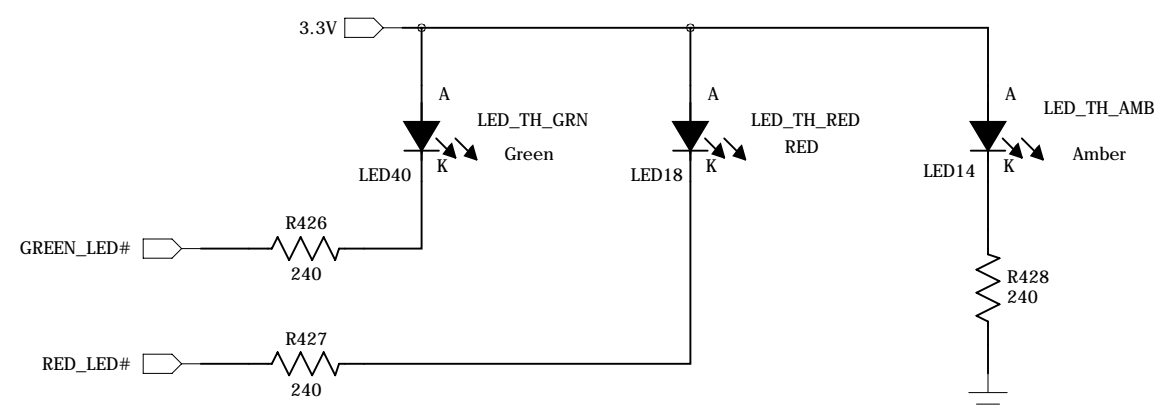 3.3V
A
A
A
LED_TH_GRN
Green
LED_TH_RED
RED
LED_TH_AMB
Amber
LED40
K
LED18
K
LED14
K
R426
GREEN_LED#
240
R428
240
R427
RED_LED#
240